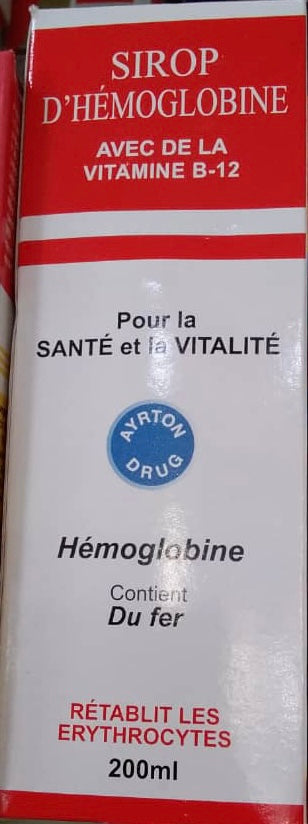 SIROP
D'HÉMOGLOBINE
AVEC DE LA
VITAMINE B-12
Pour la
SANTÉ et la VITALITÉ
AYRTON
DRUG
Hémoglobine
Contient
Du fer
RÉTABLIT LES
ERYTHROCYTES
200ml